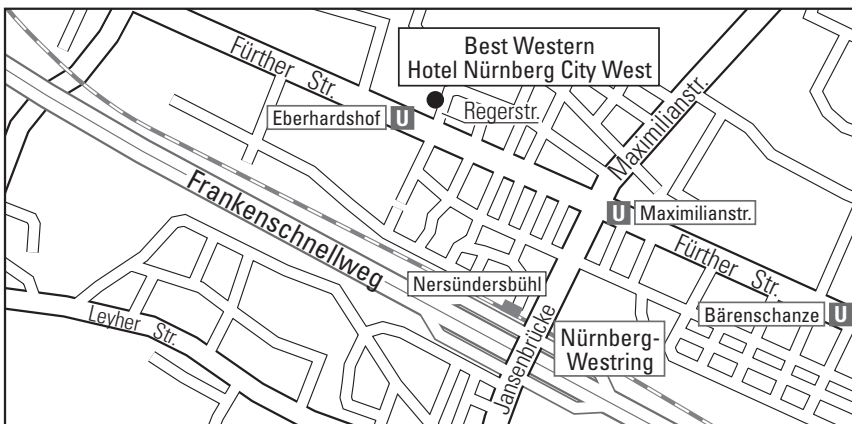 Fürther Str.
Best Western
Hotel Nürnberg City West
Maximilianstr.
Regerstr.
Eberhardshof U
Frankenschnellweg
U Maximilianstr.
Fürther Str.
Nersündersbühl
Bärenschanze U
Leyher Str.
Jansenbrücke
Nürnberg-
Westring